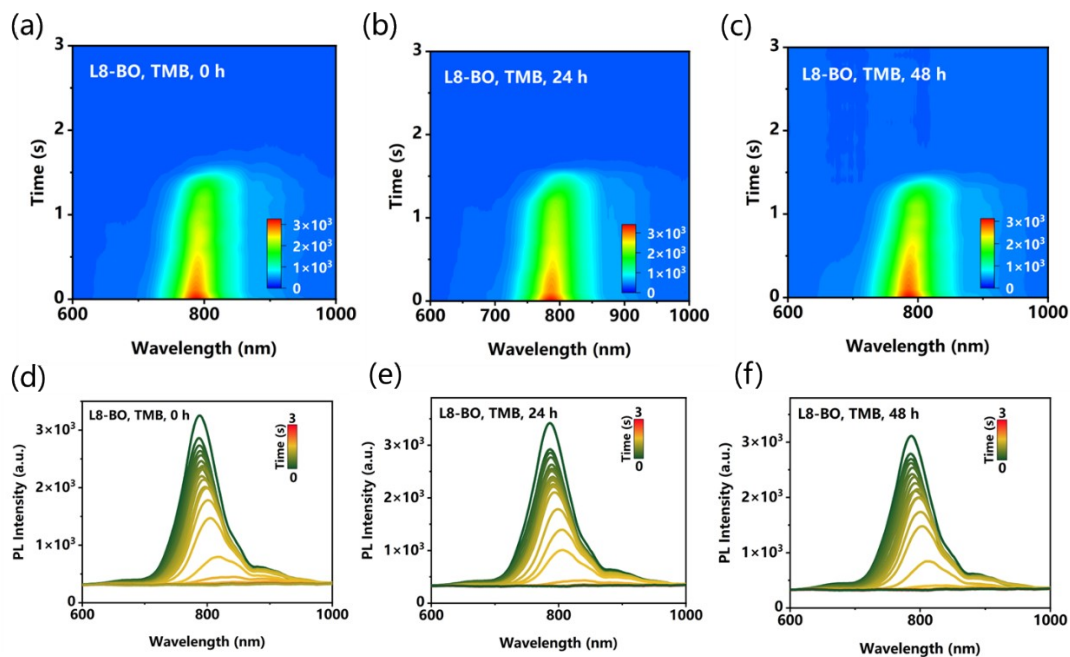 (a)
(b)
(c)
3
2
1
0
Time (s)
L8-BO, TMB, 0 h
3×10³
2×10³
1×10³
0
600
800
1000
Wavelength (nm)
3
2
1
0
Time (s)
L8-BO, TMB, 24 h
3×10³
2×10³
1×10³
0
600
700
800
900
1000
Wavelength (nm)
3
2
1
0
Time (s)
L8-BO, TMB, 48 h
3×10³
2×10³
1×10³
0
600
800
1000
Wavelength (nm)
(d)
(e)
(f)
3×10³
2×10³
1×10³
0
PL Intensity (a.u.)
L8-BO, TMB, 0 h
3
Time (s)
0
600
800
1000
Wavelength (nm)
3×10³
2×10³
1×10³
0
PL Intensity (a.u.)
L8-BO, TMB, 24 h
3
Time (s)
0
600
800
1000
Wavelength (nm)
3×10³
2×10³
1×10³
0
PL Intensity (a.u.)
L8-BO, TMB, 48 h
3
Time (s)
0
600
800
1000
Wavelength (nm)